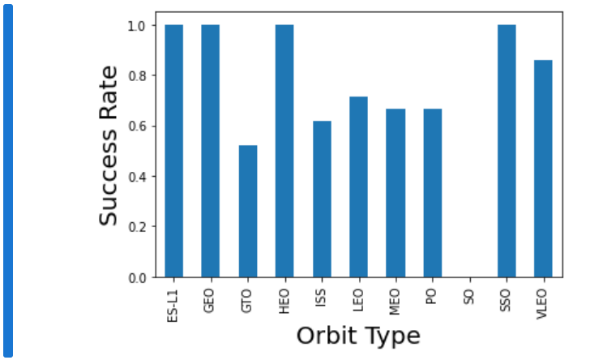 1.0
0.8
0.6
0.4
0.2
0.0
Success Rate
ES-L1 GEO GTO HEO ISS LEO MEO PO SO SSO VLEO
Orbit Type